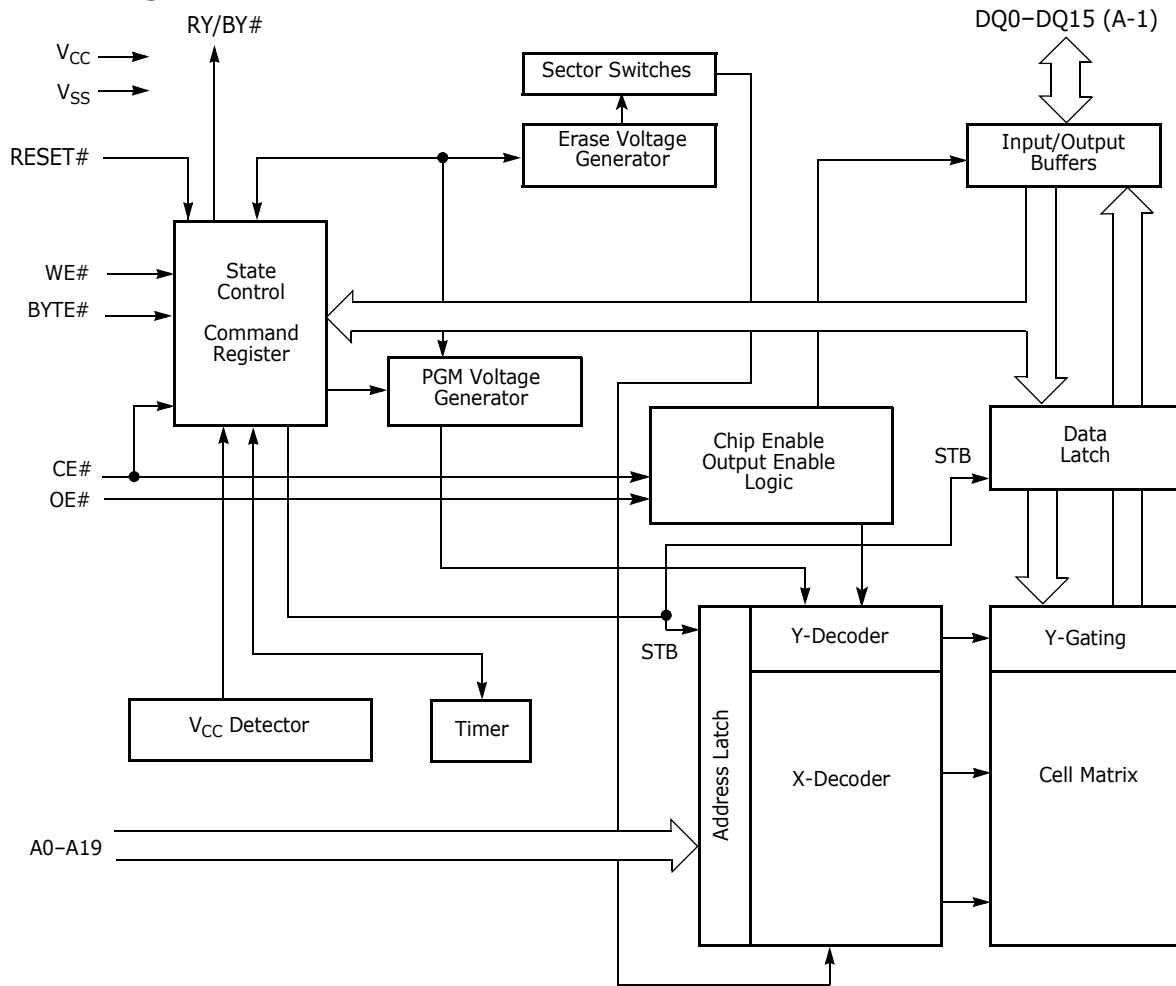 RY/BY#
DQ0–DQ15 (A-1)
VCC
VSS
Sector Switches
RESET#
Erase Voltage
Generator
Input/Output
Buffers
WE#
BYTE#
State
Control
Command
Register
PGM Voltage
Generator
CE#
OE#
Chip Enable
Output Enable
Logic
STB
Data
Latch
STB
Y-Decoder
Y-Gating
VCC Detector
Timer
Address Latch
X-Decoder
Cell Matrix
A0–A19